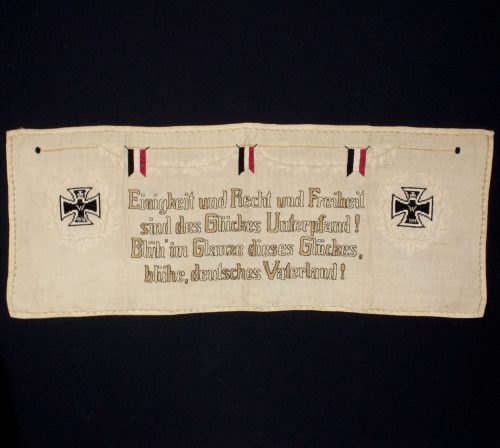 Einigkeit und Recht und Freiheit
sind des Glückes Unterpfand!
Blüh' im Glanze dieses Glückes,
blühe, deutsches Vaterland!
W
W